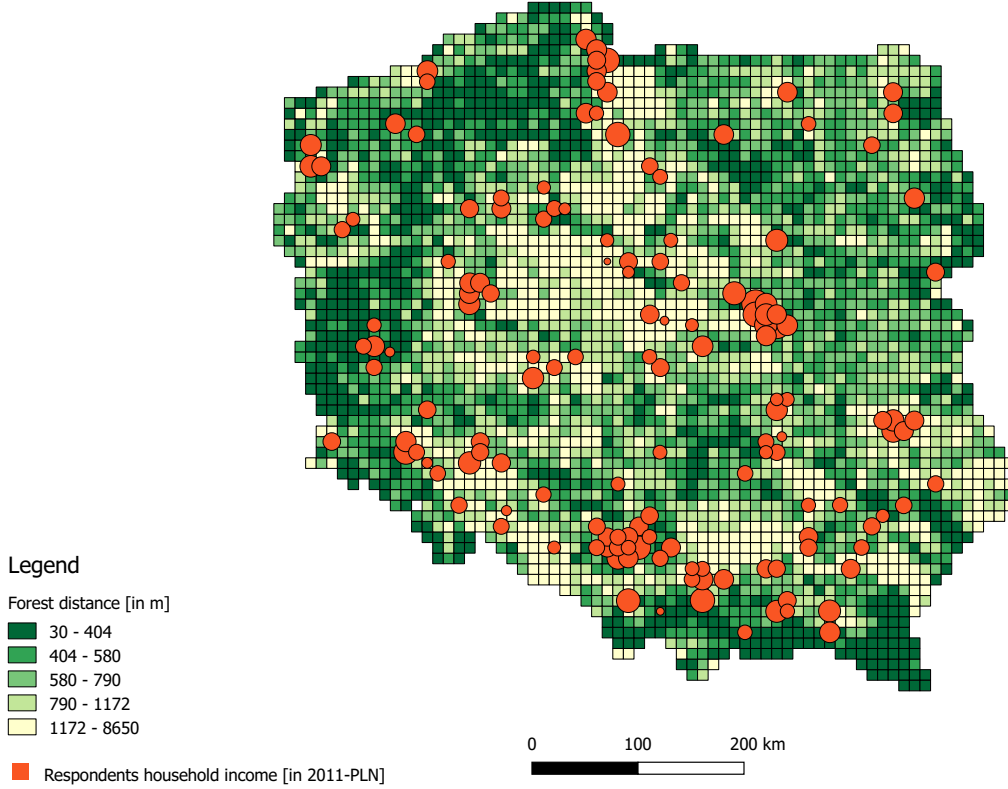 Legend
Forest distance [in m]
30 - 404
404 - 580
580 - 790
790 - 1172
1172 - 8650
Respondents household income [in 2011-PLN]
0 100 200 km